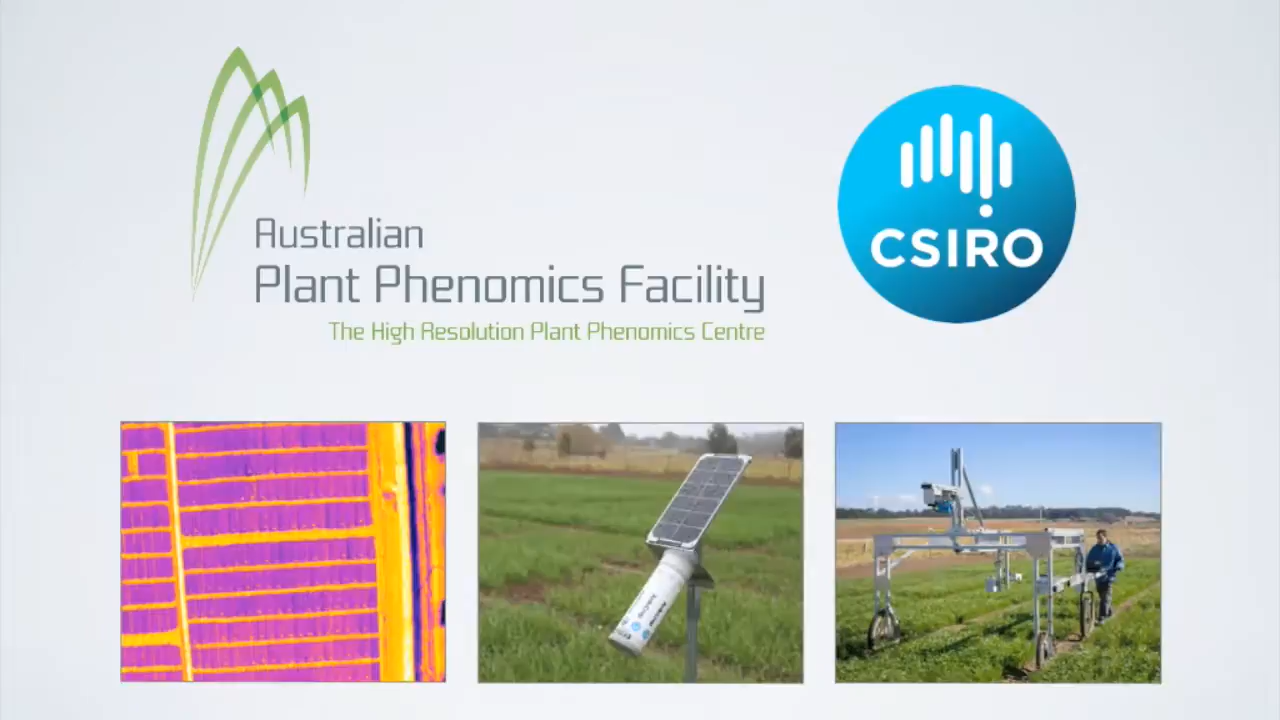 Australian
Plant Phenomics Facility
The High Resolution Plant Phenomics Centre
CSIRO